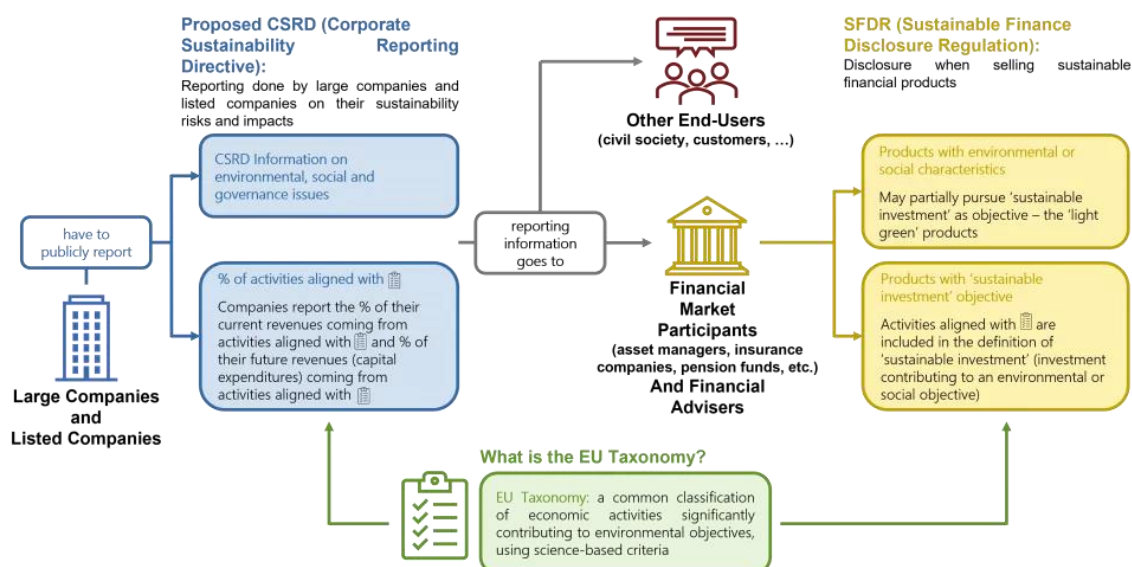 Proposed CSRD (Corporate
Sustainability Reporting
Directive):
Reporting done by large companies and
listed companies on their sustainability
risks and impacts
SFDR (Sustainable Finance
Disclosure Regulation):
Disclosure when selling sustainable
financial products
Other End-Users
(civil society, customers, ...)
have to
publicly report
Large Companies
and
Listed Companies
CSRD Information on
environmental, social and
governance issues
% of activities aligned with
Companies report the % of their
current revenues coming from
activities aligned with and % of
their future revenues (capital
expenditures) coming from
activities aligned with
reporting
information
goes to
Financial
Market
Participants
(asset managers, insurance
companies, pension funds, etc.)
And Financial
Advisers
Products with environmental or
social characteristics
May partially pursue 'sustainable
investment' as objective – the 'light
green' products
Products with 'sustainable
investment' objective
Activities aligned with are
included in the definition of
'sustainable investment' (investment
contributing to an environmental or
social objective)
What is the EU Taxonomy?
EU Taxonomy: a common classification
of economic activities significantly
contributing to environmental objectives,
using science-based criteria